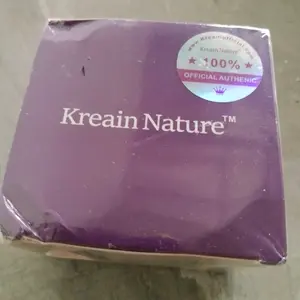 Kreain Nature™
Kreain Nature
100%
OFFICIAL AUTHENTIC